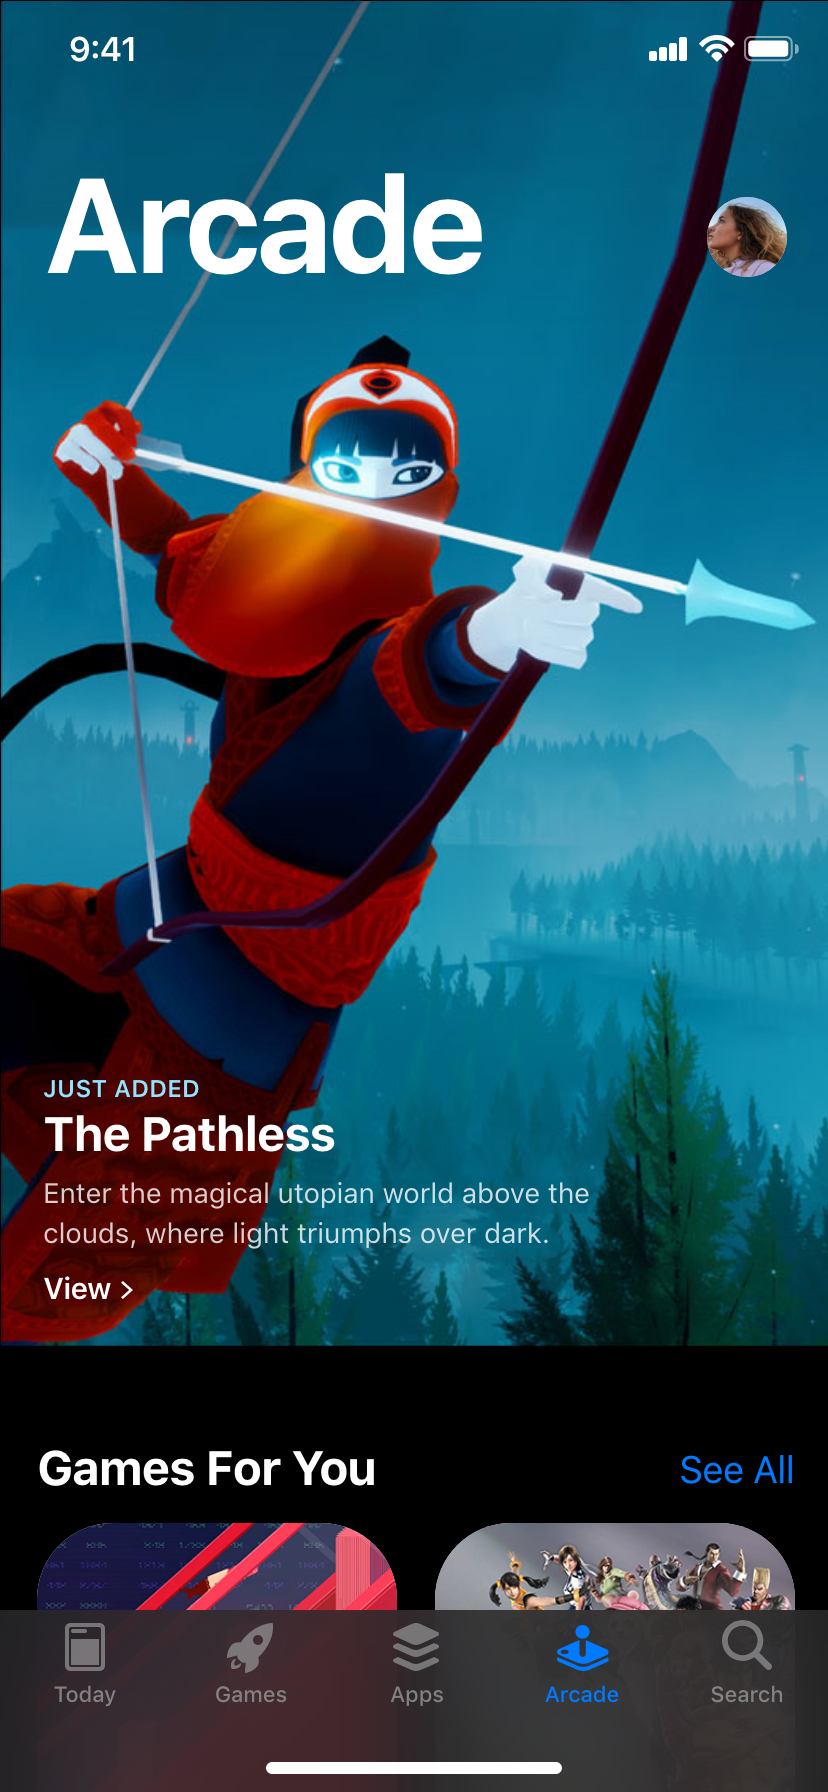 9:41
Arcade
JUST ADDED
The Pathless
Enter the magical utopian world above the
clouds, where light triumphs over dark.
View >
Games For You
See All
Today
Games
Apps
Arcade
Search